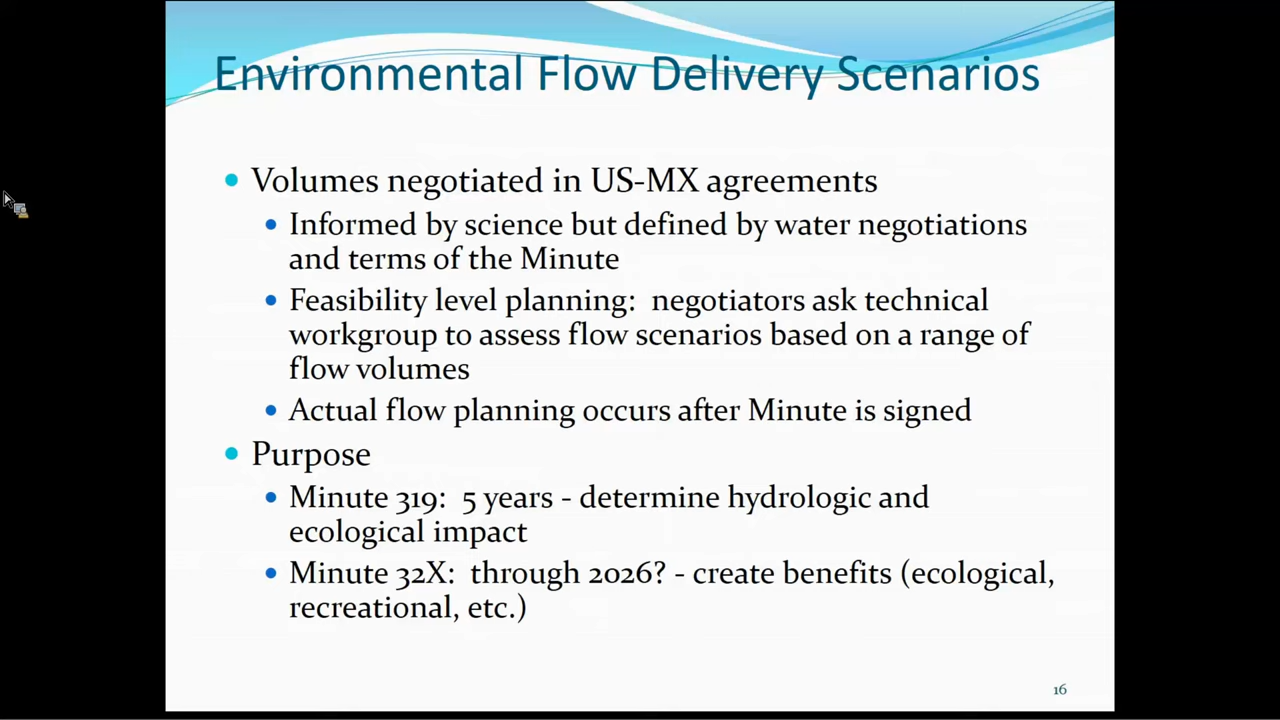 Environmental Flow Delivery Scenarios
• Volumes negotiated in US-MX agreements
• Informed by science but defined by water negotiations
and terms of the Minute
• Feasibility level planning: negotiators ask technical
workgroup to assess flow scenarios based on a range of
flow volumes
• Actual flow planning occurs after Minute is signed
• Purpose
• Minute 319: 5 years - determine hydrologic and
ecological impact
• Minute 32X: through 2026? - create benefits (ecological,
recreational, etc.)
16